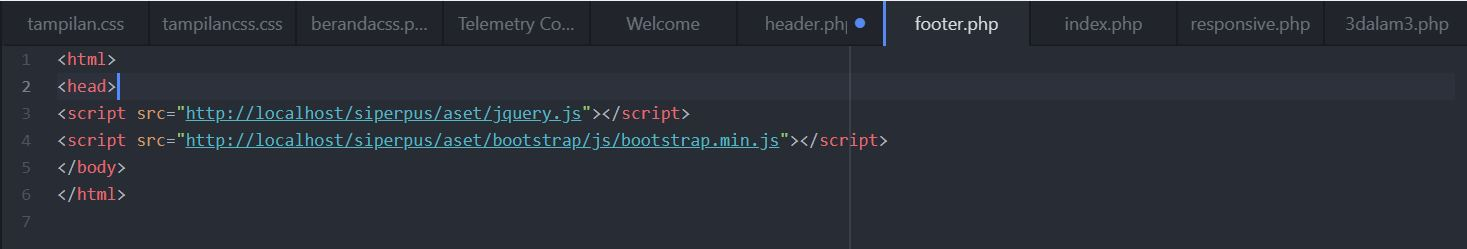 tampilan.css tampilancss.css berandacss.p... Telemetry Co... Welcome header.php footer.php index.php responsive.php 3dalam3.php
1 <html>
2 <head>
3 <script src="http://localhost/siperpus/aset/jquery.js"></script>
4 <script src="http://localhost/siperpus/aset/bootstrap/js/bootstrap.min.js"></script>
5 </body>
6 </html>
7